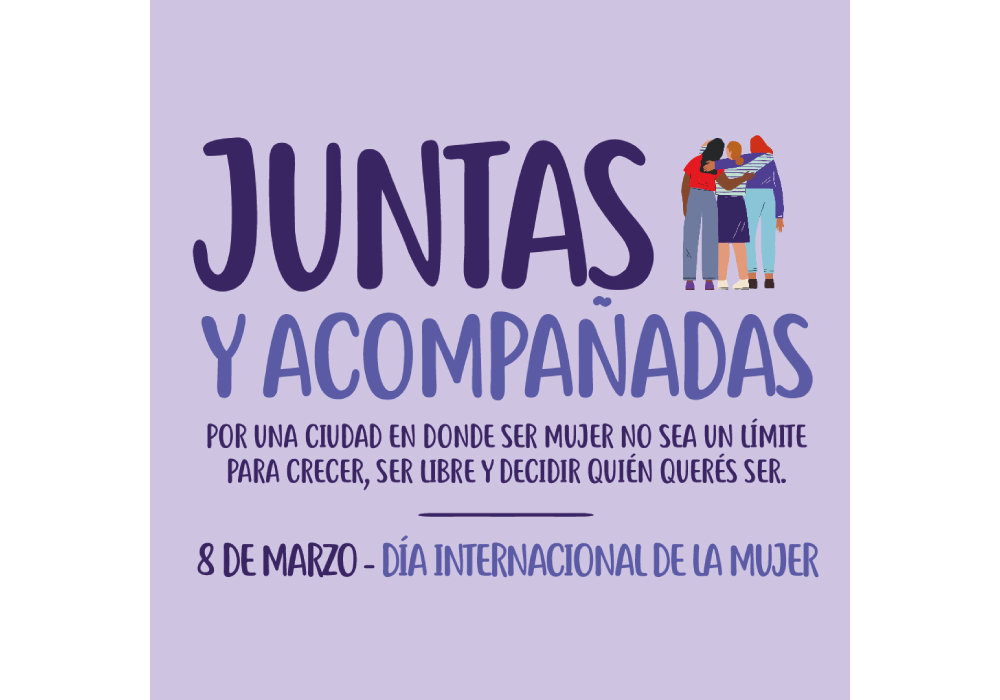 JUNTAS
Y ACOMPAÑADAS
POR UNA CIUDAD EN DONDE SER MUJER NO SEA UN LÍMITE
PARA CRECER, SER LIBRE Y DECIDIR QUIÉN QUERÉS SER.
8 DE MARZO - DÍA INTERNACIONAL DE LA MUJER